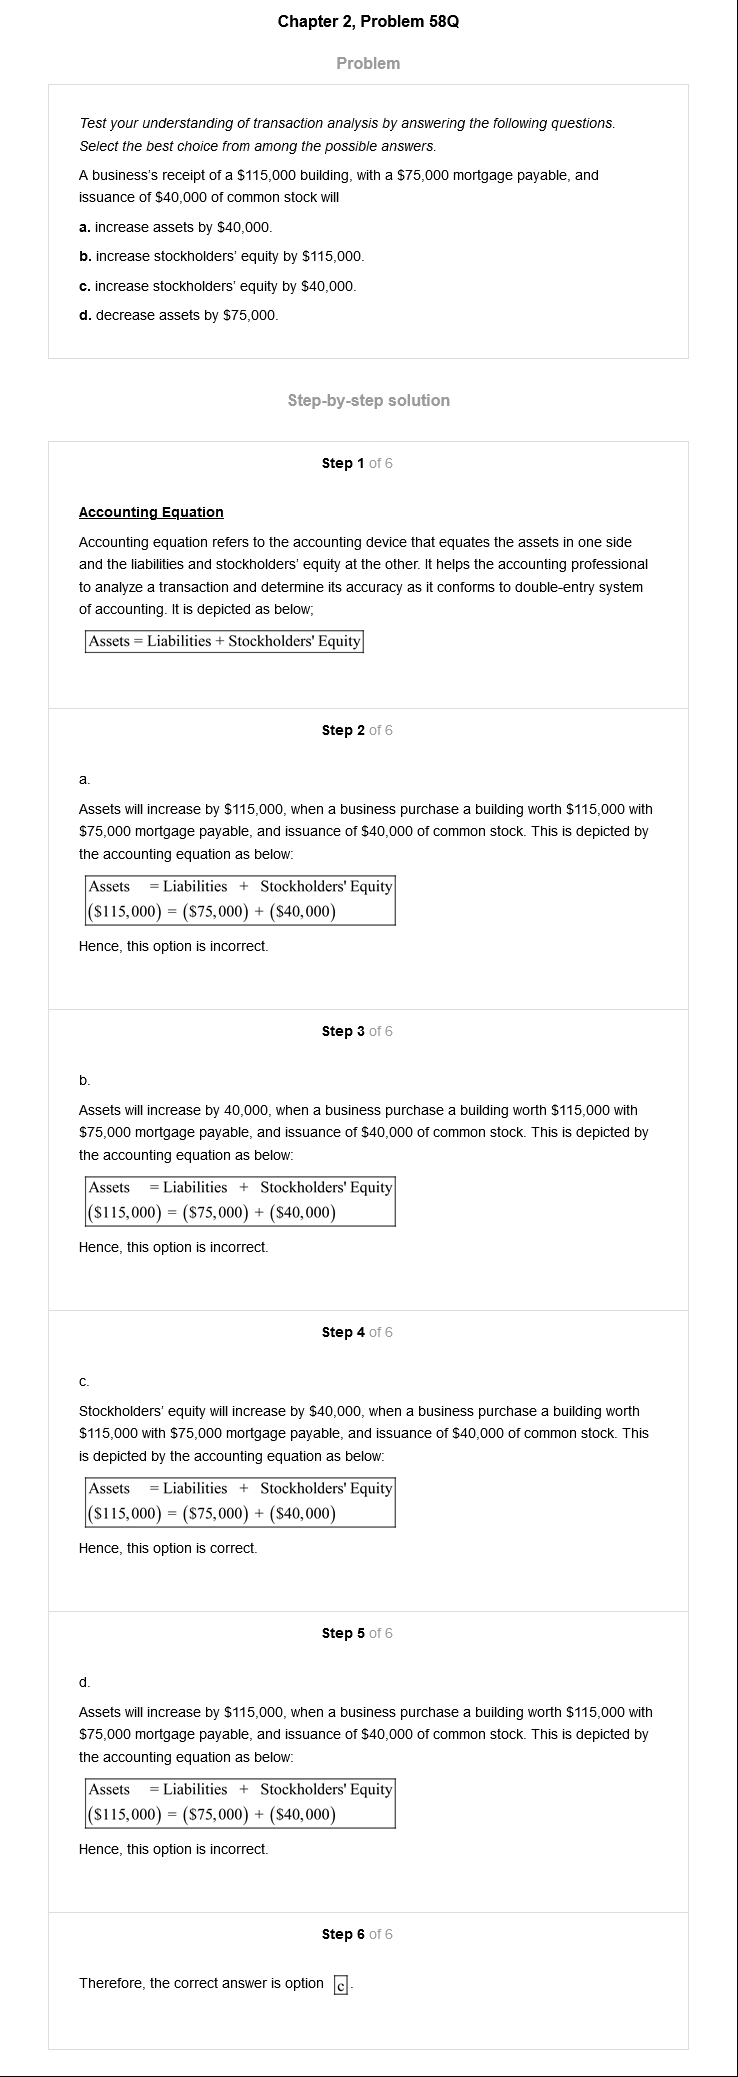 Chapter 2, Problem 58Q
Problem
Test your understanding of transaction analysis by answering the following questions.
Select the best choice from among the possible answers.
A business's receipt of a $115,000 building, with a $75,000 mortgage payable, and
issuance of $40,000 of common stock will
a. increase assets by $40,000.
b. increase stockholders' equity by $115,000.
c. increase stockholders' equity by $40,000.
d. decrease assets by $75,000.
Step-by-step solution
Step 1 of 6
Accounting Equation
Accounting equation refers to the accounting device that equates the assets in one side
and the liabilities and stockholders' equity at the other. It helps the accounting professional
to analyze a transaction and determine its accuracy as it conforms to double-entry system
of accounting. It is depicted as below;
Assets = Liabilities + Stockholders' Equity
Step 2 of 6
a.
Assets will increase by $115,000, when a business purchase a building worth $115,000 with
$75,000 mortgage payable, and issuance of $40,000 of common stock. This is depicted by
the accounting equation as below:
Assets = Liabilities + Stockholders' Equity
($115,000) = ($75,000) + ($40,000)
Hence, this option is incorrect.
Step 3 of 6
b.
Assets will increase by 40,000, when a business purchase a building worth $115,000 with
$75,000 mortgage payable, and issuance of $40,000 of common stock. This is depicted by
the accounting equation as below:
Assets = Liabilities + Stockholders' Equity
($115,000) = ($75,000) + ($40,000)
Hence, this option is incorrect.
Step 4 of 6
c.
Stockholders' equity will increase by $40,000, when a business purchase a building worth
$115,000 with $75,000 mortgage payable, and issuance of $40,000 of common stock. This
is depicted by the accounting equation as below:
Assets = Liabilities + Stockholders' Equity
($115,000) = ($75,000) + ($40,000)
Hence, this option is correct.
Step 5 of 6
d.
Assets will increase by $115,000, when a business purchase a building worth $115,000 with
$75,000 mortgage payable, and issuance of $40,000 of common stock. This is depicted by
the accounting equation as below:
Assets = Liabilities + Stockholders' Equity
($115,000) = ($75,000) + ($40,000)
Hence, this option is incorrect.
Step 6 of 6
Therefore, the correct answer is option c.